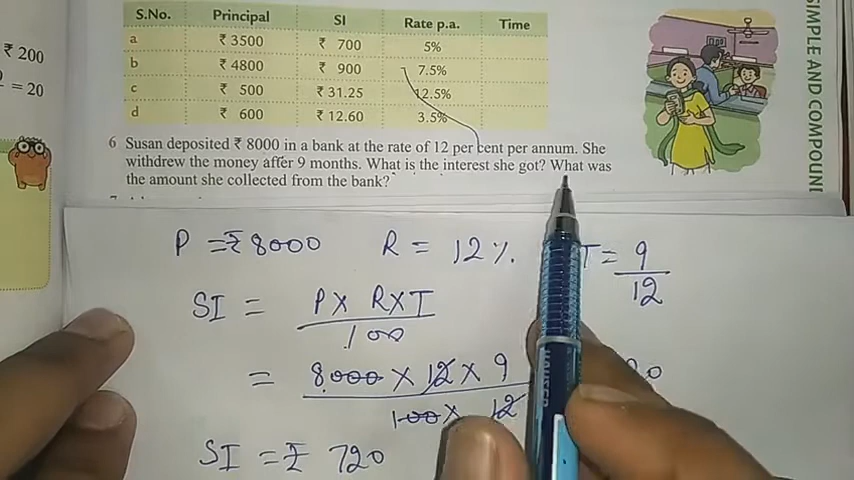 S.No. Principal SI Rate p.a. Time
a ₹ 3500 ₹ 700 5%
b ₹ 4800 ₹ 900 7.5%
c ₹ 500 ₹ 31.25 12.5%
d ₹ 600 ₹ 12.60 3.5%
₹ 200
= 20
SIMPLE AND COMPOUN
6 Susan deposited ₹ 8000 in a bank at the rate of 12 per cent per annum. She
withdrew the money after 9 months. What is the interest she got? What was
the amount she collected from the bank?
P = ₹ 8000 R = 12 %. T = 9/12
SI = P X R X T / 100
= 8000 X 12 X 9 / 100 X 12
SI = ₹ 720
HAUSER